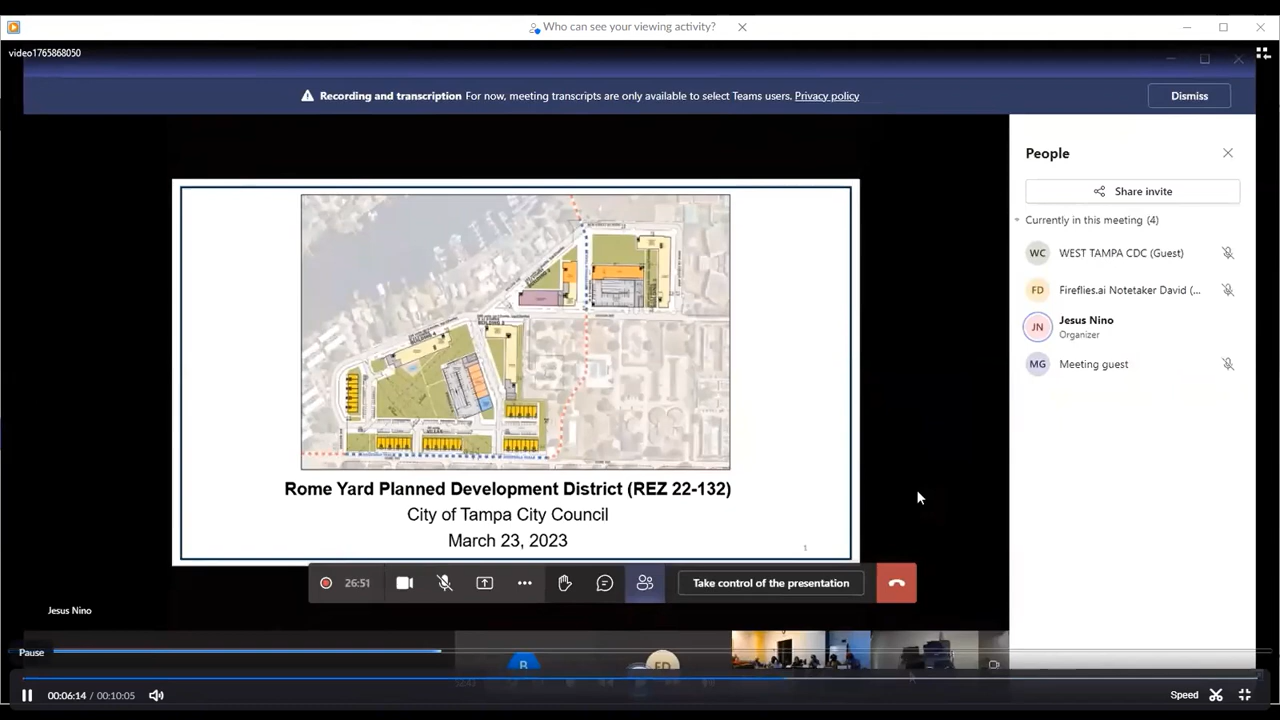 Who can see your viewing activity?
video1765868050
Recording and transcription For now, meeting transcripts are only available to select Teams users. Privacy policy
Dismiss
People
Share invite
Currently in this meeting (4)
WC WEST TAMPA CDC (Guest)
FD Fireflies.ai Notetaker David (...
JN Jesus Nino
Organizer
MG Meeting guest
Rome Yard Planned Development District (REZ 22-132)
City of Tampa City Council
March 23, 2023
1
26:51
Take control of the presentation
Jesus Nino
Pause
B
FD
00:06:14 / 00:10:05
Speed